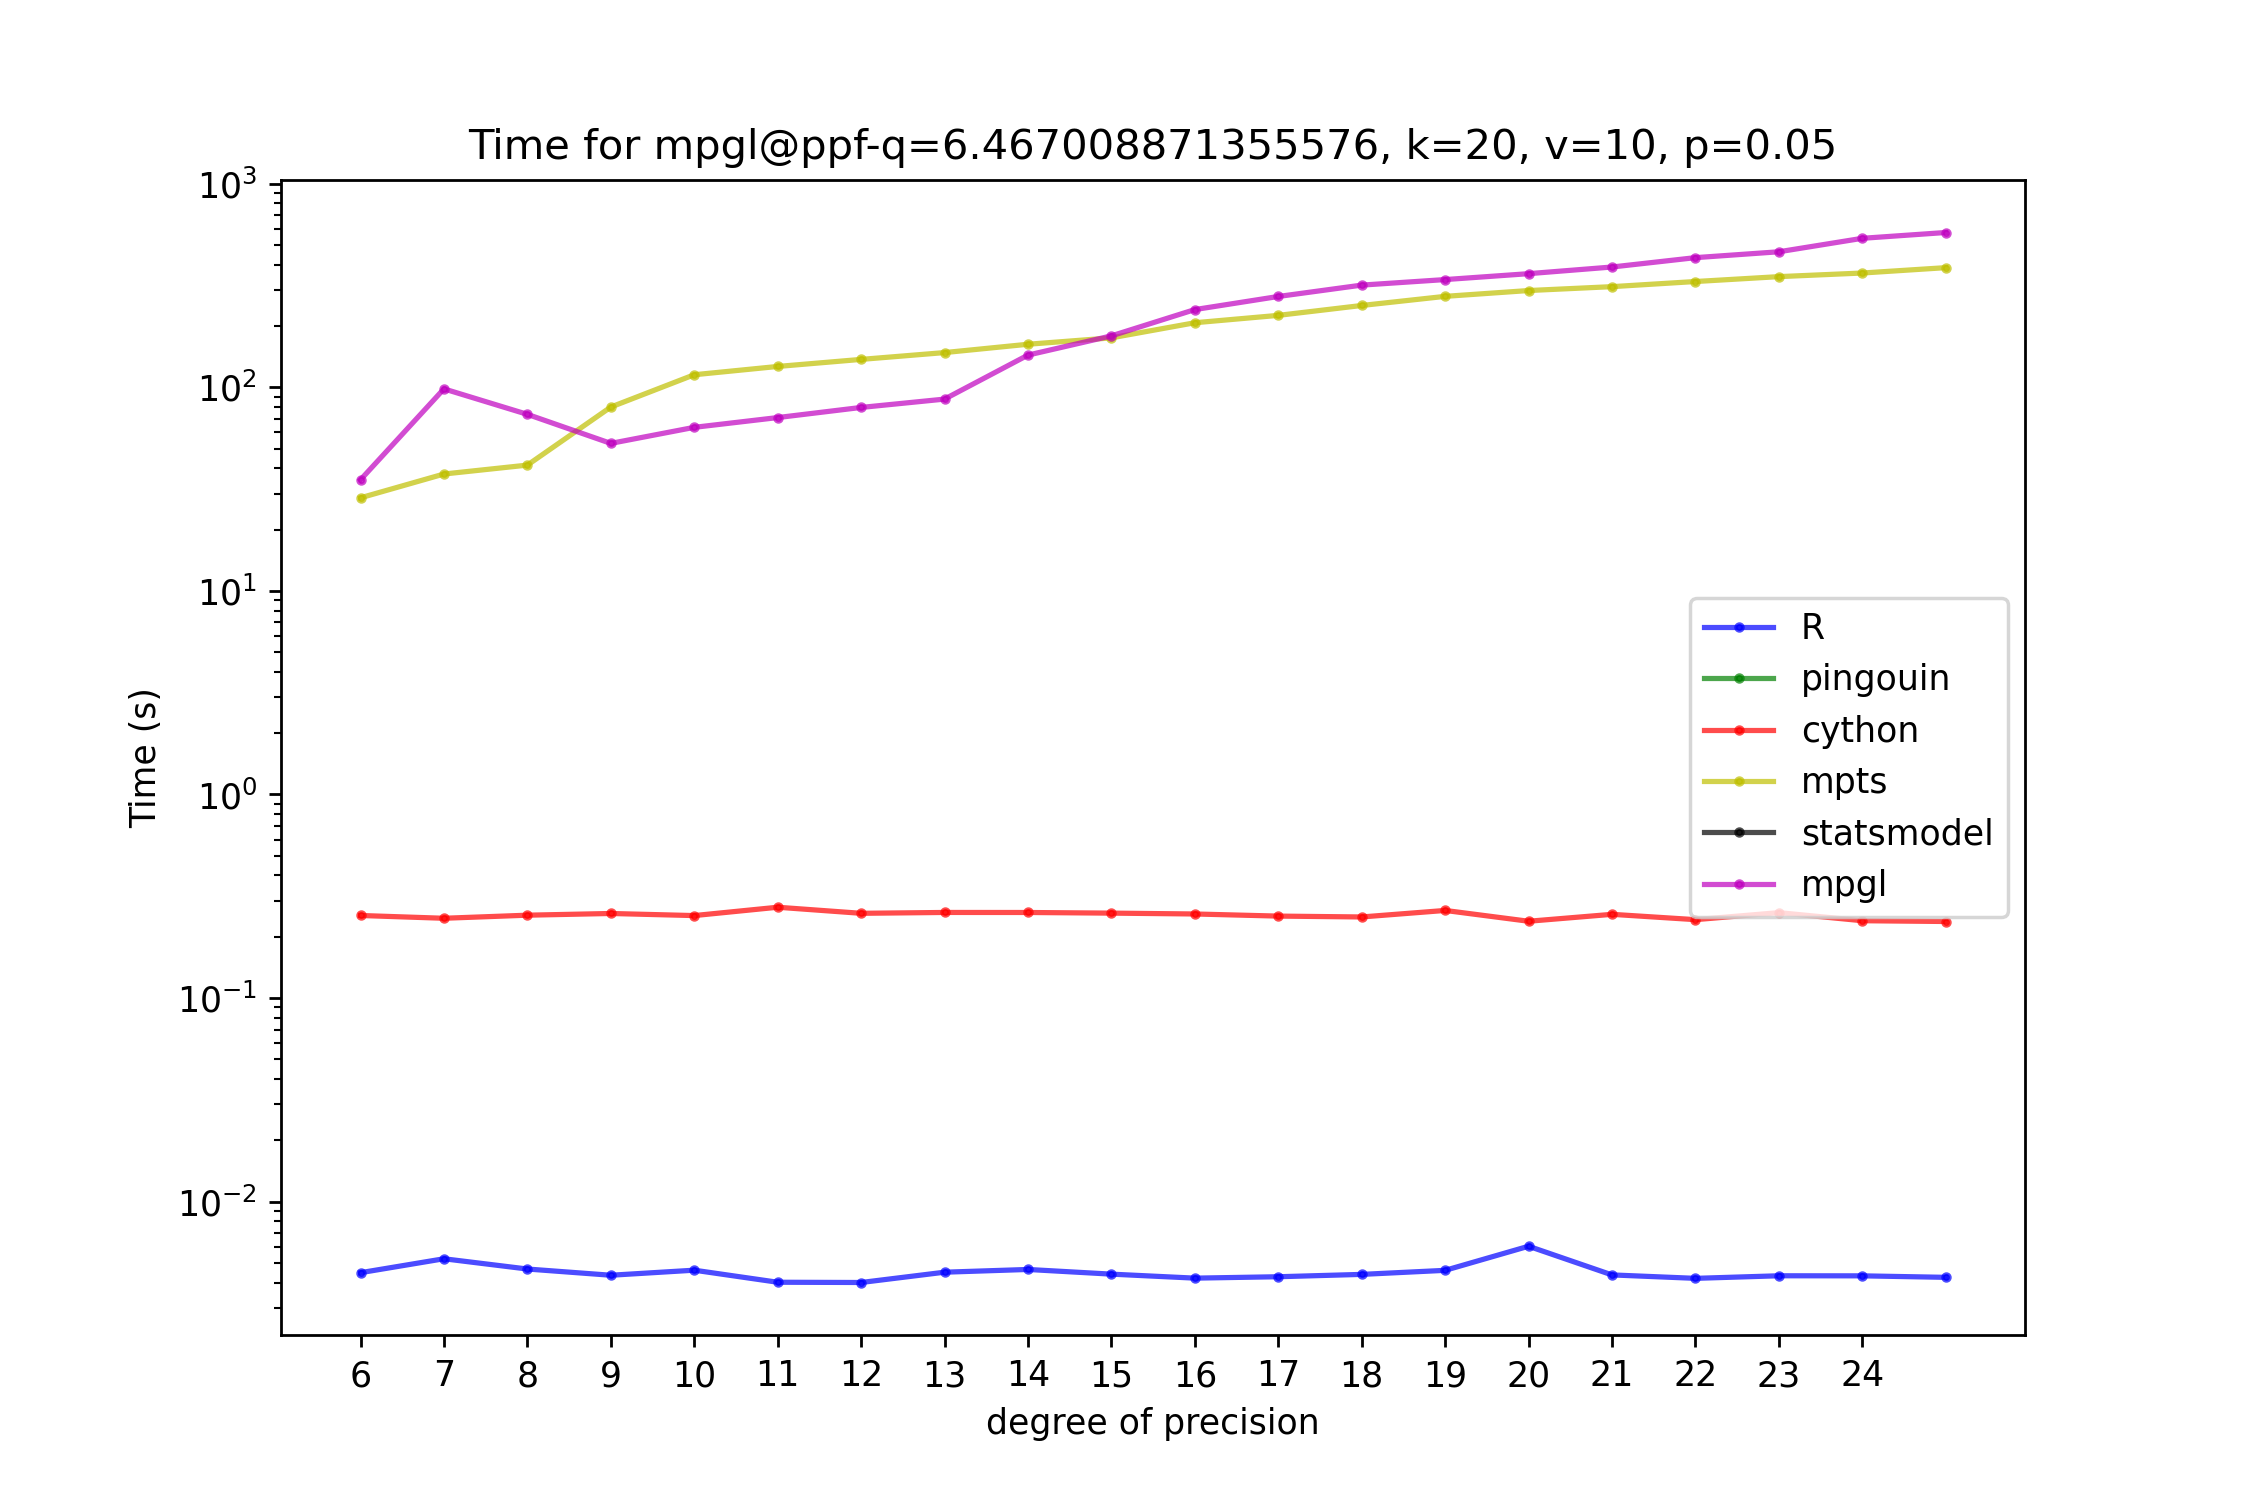 Time for mpgl@ppf-q=6.467008871355576, k=20, v=10, p=0.05
10³
10²
10¹
10⁰
10⁻¹
10⁻²
Time (s)
R
pingouin
cython
mpts
statsmodel
mpgl
6 7 8 9 10 11 12 13 14 15 16 17 18 19 20 21 22 23 24
degree of precision